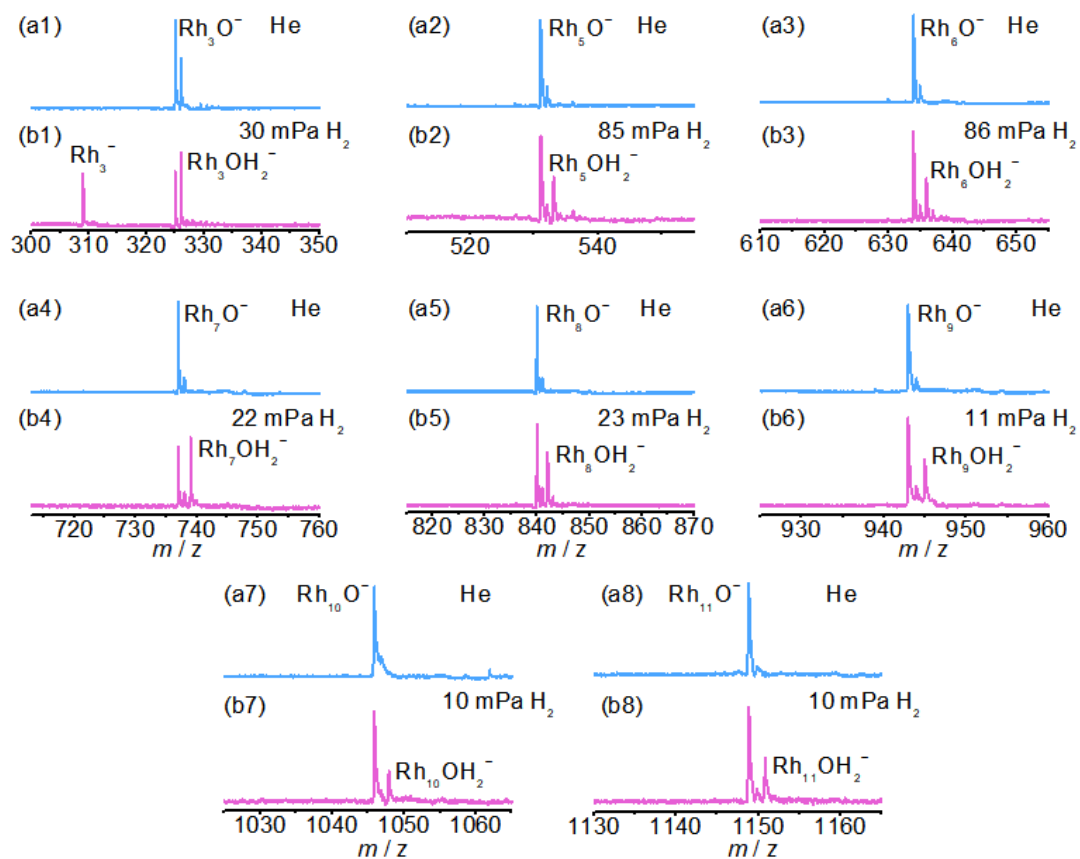 (a1) Rh₃O⁻ He
(b1) 30 mPa H₂
Rh₃⁻ Rh₃OH₂⁻
300 310 320 330 340 350
(a2) Rh₅O⁻ He
(b2) 85 mPa H₂
Rh₅OH₂⁻
520 540
(a3) Rh₆O⁻ He
(b3) 86 mPa H₂
Rh₆OH₂⁻
610 620 630 640 650
(a4) Rh₇O⁻ He
(b4) 22 mPa H₂
Rh₇OH₂⁻
720 730 740 750 760
m / z
(a5) Rh₈O⁻ He
(b5) 23 mPa H₂
Rh₈OH₂⁻
820 830 840 850 860 870
m / z
(a6) Rh₉O⁻ He
(b6) 11 mPa H₂
Rh₉OH₂⁻
930 940 950 960
m / z
(a7) Rh₁₀O⁻ He
(b7) 10 mPa H₂
Rh₁₀OH₂⁻
1030 1040 1050 1060
m / z
(a8) Rh₁₁O⁻ He
(b8) 10 mPa H₂
Rh₁₁OH₂⁻
1130 1140 1150 1160
m / z